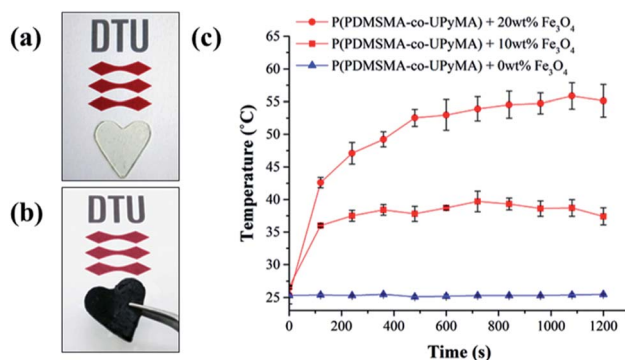 (a)
DTU
(b)
DTU
(c)
P(PDMSMA-co-UPyMA) + 20wt% Fe₃O₄
P(PDMSMA-co-UPyMA) + 10wt% Fe₃O₄
P(PDMSMA-co-UPyMA) + 0wt% Fe₃O₄
Temperature (˚C)
65
60
55
50
45
40
35
30
25
0 200 400 600 800 1000 1200
Time (s)